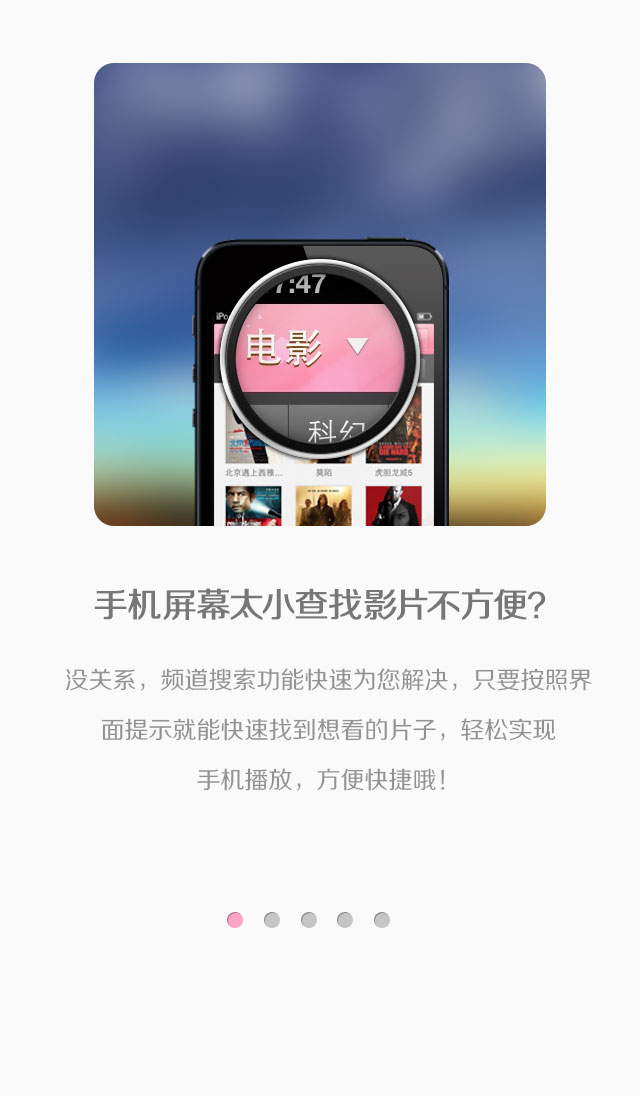 7:47
电影
科幻
北京遇上西雅...
莫陌
虎胆龙威5
手机屏幕太小查找影片不方便？
没关系，频道搜索功能快速为您解决，只要按照界
面提示就能快速找到想看的片子，轻松实现
手机播放，方便快捷哦！